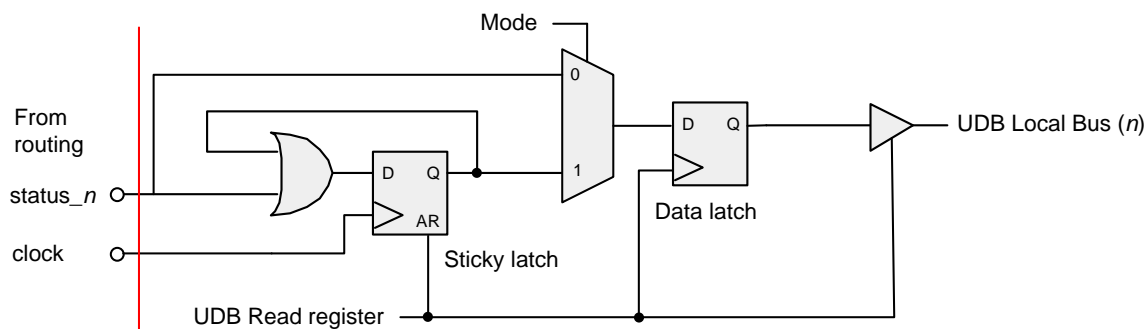 Mode
0
From
routing
D
Q
UDB Local Bus (n)
1
D
Q
status_n
AR
Data latch
clock
Sticky latch
UDB Read register